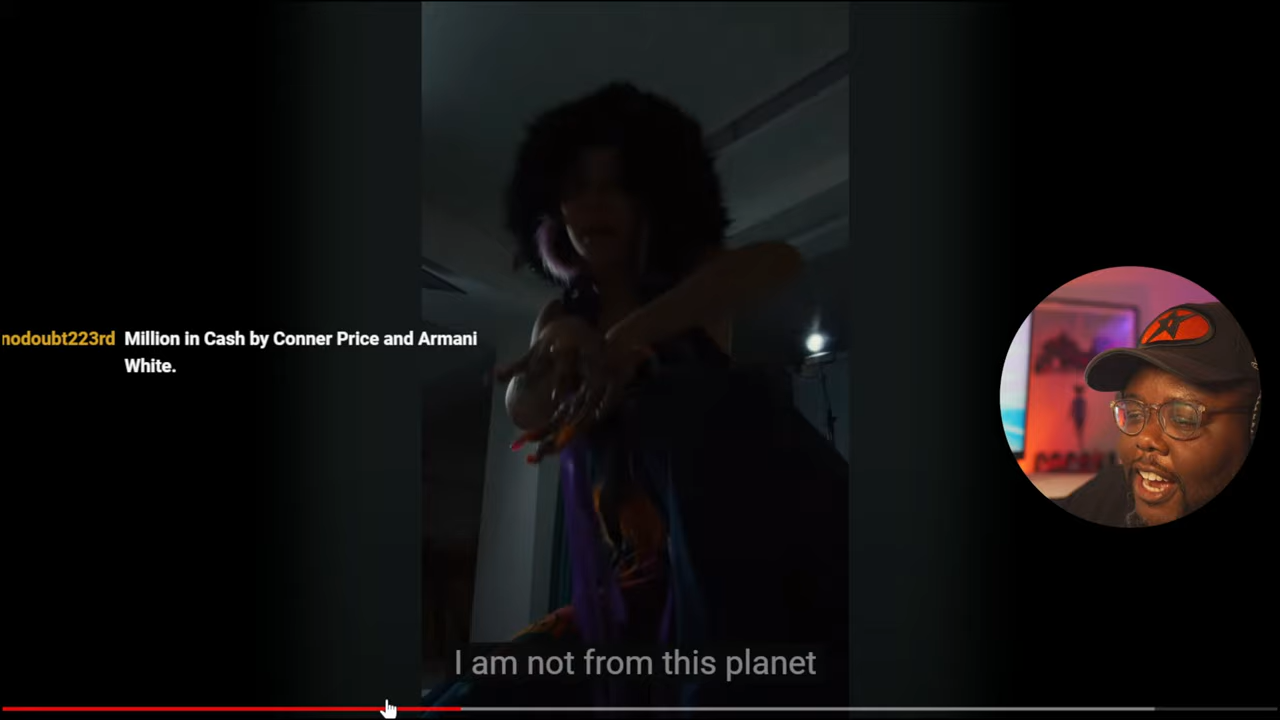 nodoubt223rd Million in Cash by Conner Price and Armani
White.
I am not from this planet